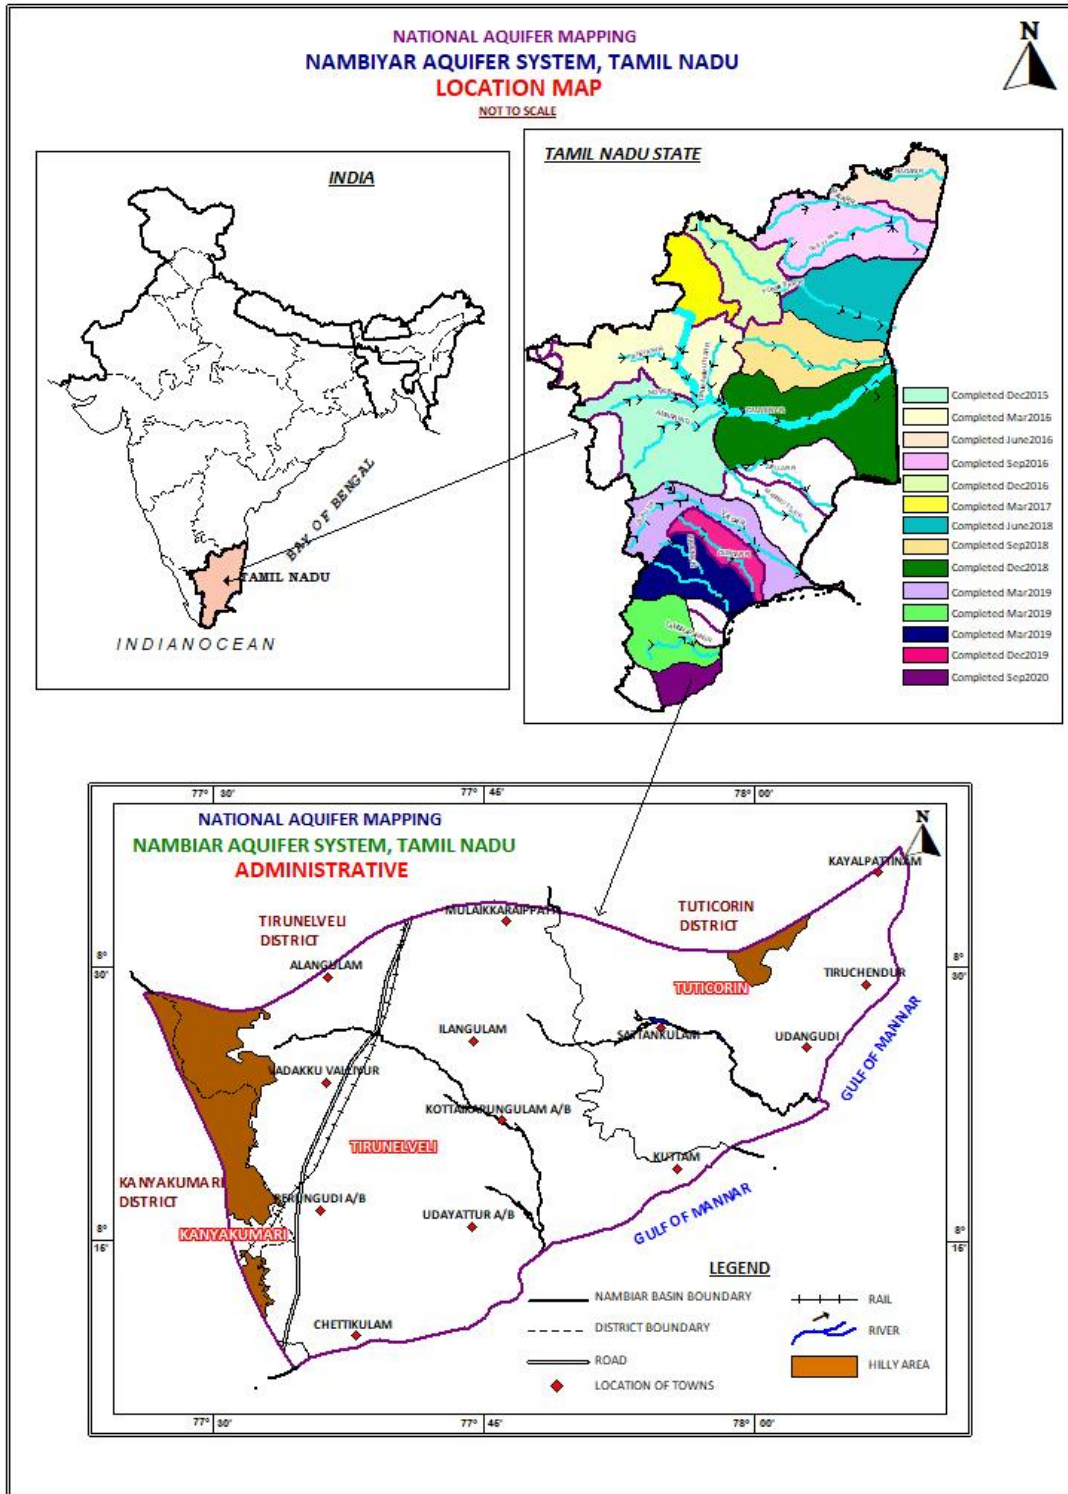 NATIONAL AQUIFER MAPPING
NAMBIYAR AQUIFER SYSTEM, TAMIL NADU
LOCATION MAP
NOT TO SCALE
N
INDIA
BAY OF BENGAL
TAMIL NADU
INDIANOCEAN
TAMIL NADU STATE
Completed Dec2015
Completed Mar2016
Completed June2016
Completed Sep2016
Completed Dec2016
Completed Mar2017
Completed June2018
Completed Sep2018
Completed Dec2018
Completed Mar2019
Completed Mar2019
Completed Mar2019
Completed Dec2019
Completed Sep2020
77° 30' 77° 45' 78° 00'
NATIONAL AQUIFER MAPPING
NAMBIAR AQUIFER SYSTEM, TAMIL NADU
ADMINISTRATIVE
N
KAYALPATTINAM
MULAIKKARAIPPATTI
TIRUNELVELI
DISTRICT
TUTICORIN
DISTRICT
8° 30'
8° 30'
ALANGULAM
TIRUCHENDUR
TUTICORIN
ILANGULAM
SATTANKULAM
UDANGUDI
VADAKKU VALLIYUR
GULF OF MANNAR
KOTTAIKARUNGULAM A/B
TIRUNELVELI
KUTTAM
KANYAKUMARI
DISTRICT
PERUNGUDI A/B
UDAYATTUR A/B
GULF OF MANNAR
KANYAKUMARI
8° 15'
8° 15'
CHETTIKULAM
LEGEND
NAMBIAR BASIN BOUNDARY
DISTRICT BOUNDARY
ROAD
LOCATION OF TOWNS
RAIL
RIVER
HILLY AREA
77° 30' 77° 45' 78° 00'